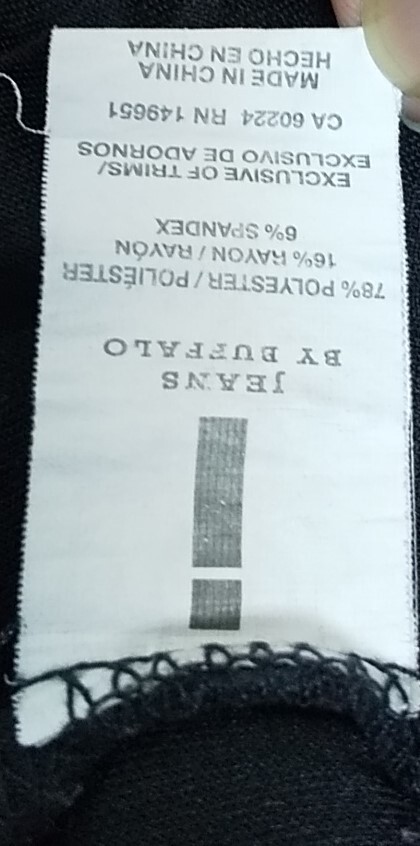 JEANS
BY BUFFALO
78% POLYESTER / POLIÉSTER
16% RAYON / RAYÓN
6% SPANDEX
EXCLUSIVE OF TRIMS/
EXCLUSIVO DE ADORNOS
CA 60224 RN 149651
MADE IN CHINA
HECHO EN CHINA